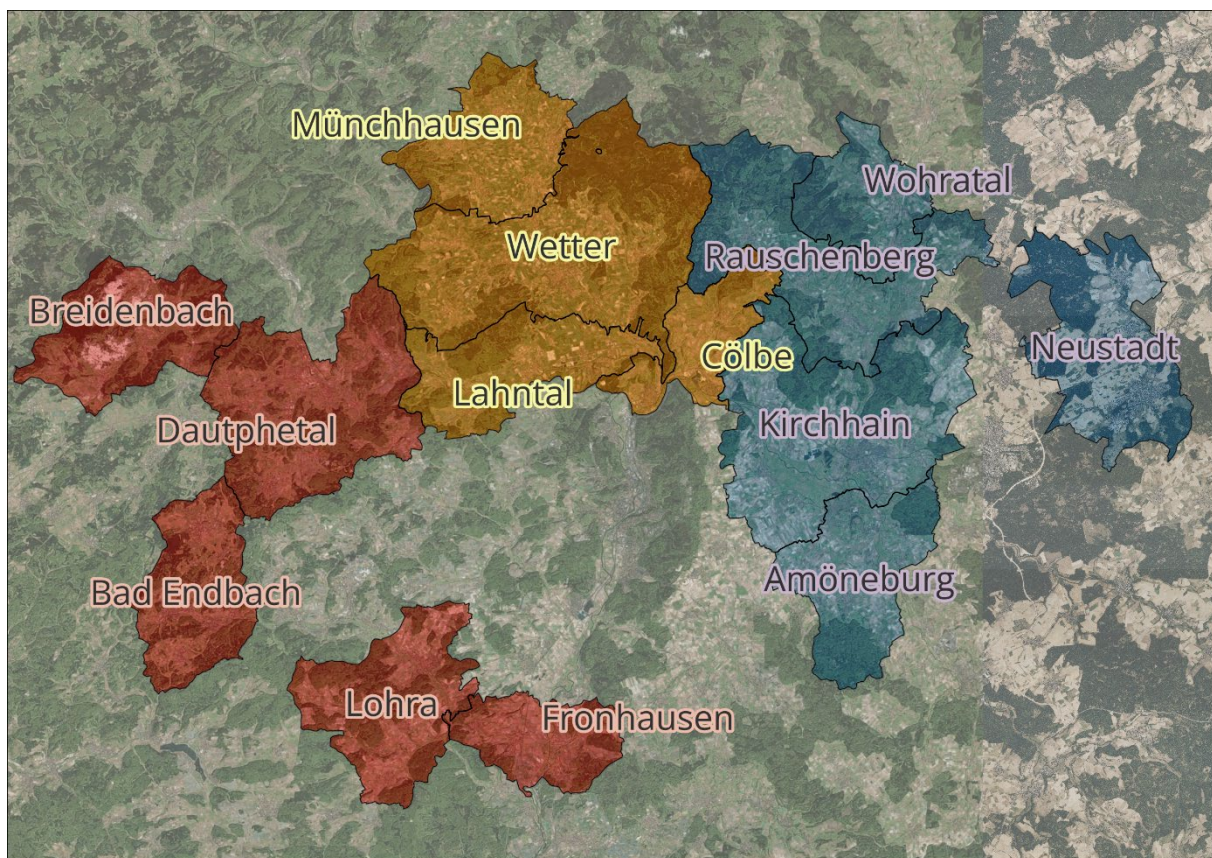 Münchhausen
Wohratal
Wetter
Rauschenberg
Breidenbach
Neustadt
Cölbe
Lahntal
Dautphetal
Kirchhain
Bad Endbach
Amöneburg
Lohra
Fronhausen